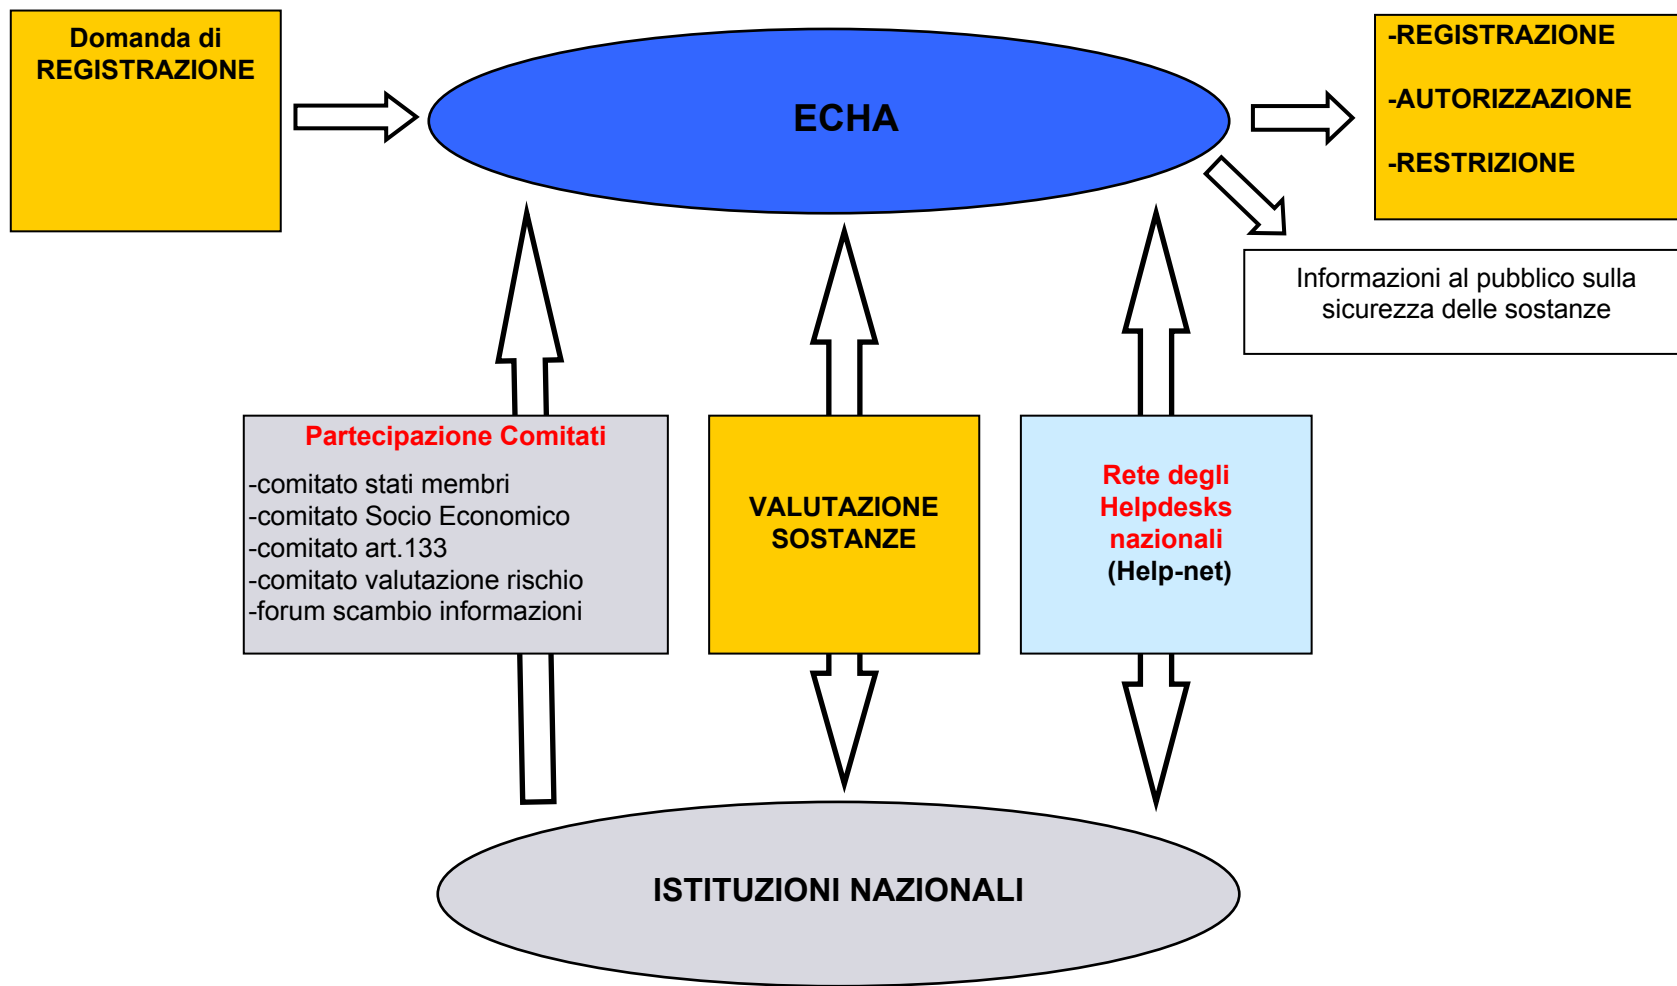 Domanda di
REGISTRAZIONE
ECHA
-REGISTRAZIONE
-AUTORIZZAZIONE
-RESTRIZIONE
Informazioni al pubblico sulla
sicurezza delle sostanze
Partecipazione Comitati
-comitato stati membri
-comitato Socio Economico
-comitato art.133
-comitato valutazione rischio
-forum scambio informazioni
VALUTAZIONE
SOSTANZE
Rete degli
Helpdesks
nazionali
(Help-net)
ISTITUZIONI NAZIONALI